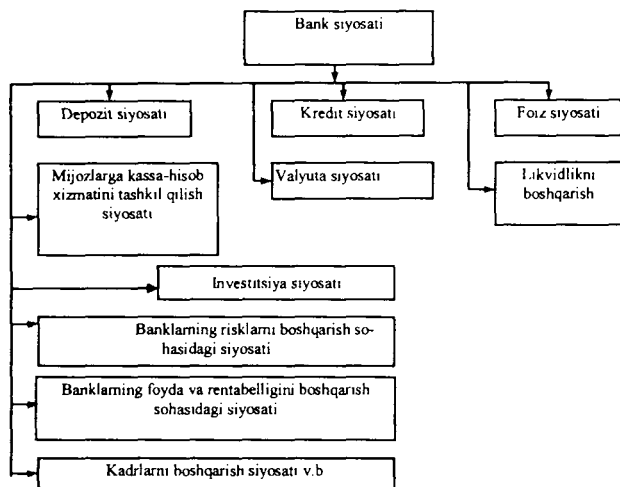 Bank siyosati
Depozit siyosati
Kredit siyosati
Foiz siyosati
Mijozlarga kassa-hisob
xizmatini tashkil qilish
siyosati
Valyuta siyosati
Likvidlikni
boshqarish
Investitsiya siyosati
Banklarning risklarni boshqarish so-
hasidagi siyosati
Banklarning foyda va rentabelligini boshqarish
sohasidagi siyosati
Kadrlarni boshqarish siyosati v.b